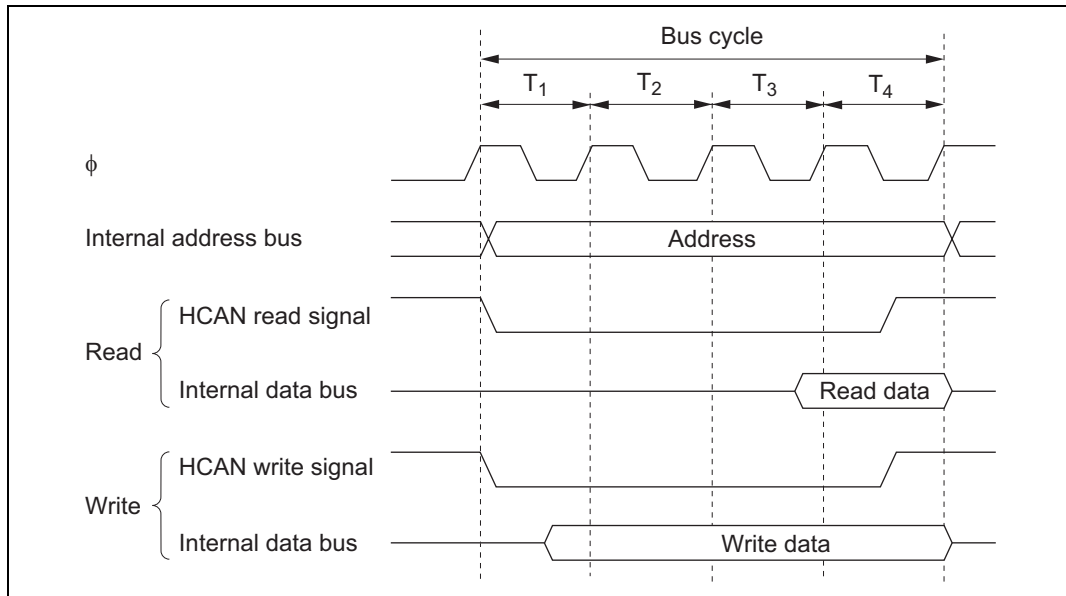 Bus cycle
T1 T2 T3 T4
ϕ
Internal address bus Address
HCAN read signal
Read
Internal data bus Read data
HCAN write signal
Write
Internal data bus Write data